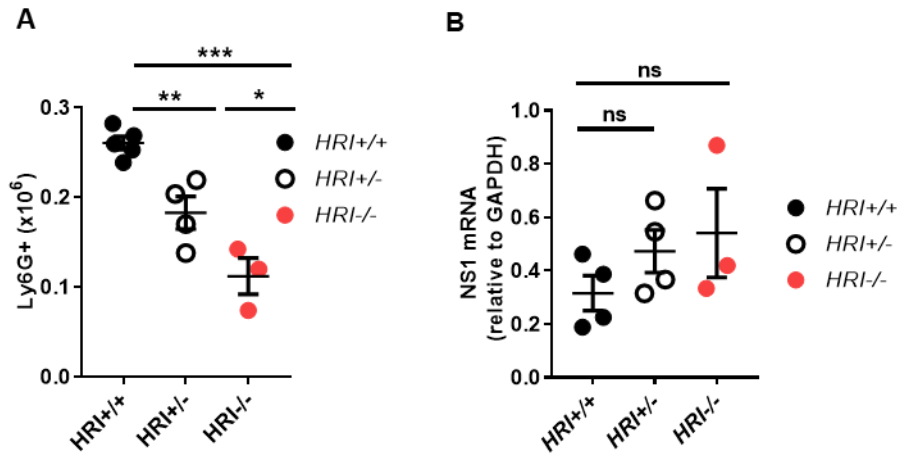 A
***
**
*
Ly6G+ (x10⁶)
0.3
0.2
0.1
0.0
HRI+/+
HRI+/-
HRI-/-
HRI+/+
HRI+/-
HRI-/-
B
ns
ns
NS1 mRNA
(relative to GAPDH)
1.0
0.8
0.6
0.4
0.2
0.0
HRI+/+
HRI+/-
HRI-/-
HRI+/+
HRI+/-
HRI-/-